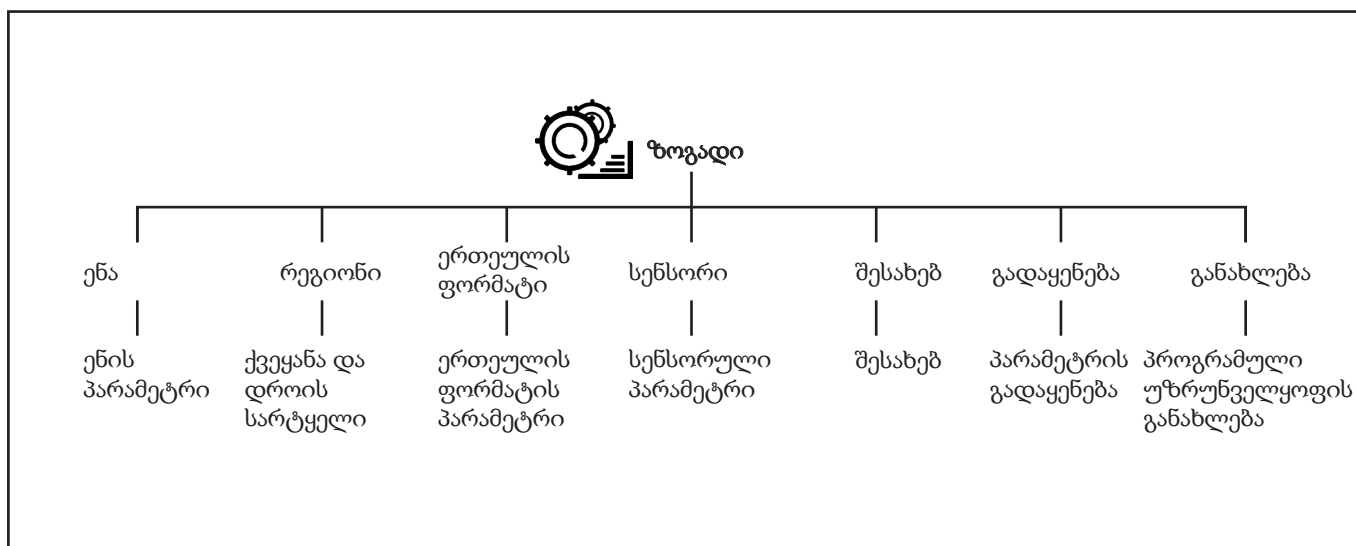 ზოგადი
ენა
რეგიონი
ერთეულის
ფორმატი
სენსორი
შესახებ
გადაყენება
განახლება
ენის
პარამეტრი
ქვეყანა და
დროის
სარტყელი
ერთეულის
ფორმატის
პარამეტრი
სენსორული
პარამეტრი
შესახებ
პარამეტრის
გადაყენება
პროგრამული
უზრუნველყოფის
განახლება